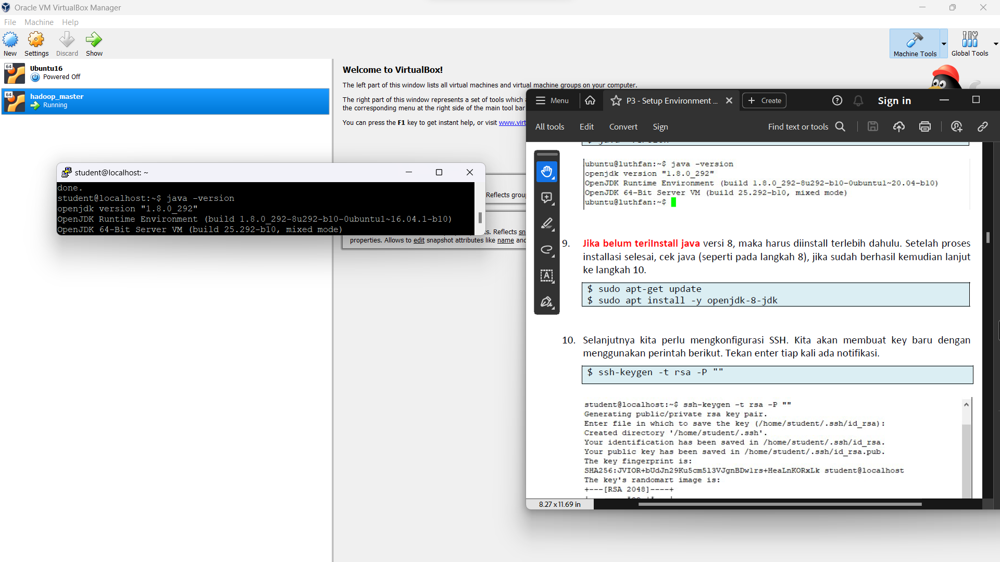 Oracle VM VirtualBox Manager
File Machine Help
New Settings Discard Show
Machine Tools Global Tools
Ubuntu16
Powered Off
hadoop_master
Running
Welcome to VirtualBox!
The left part of this window lists all virtual machines and virtual machine groups on your computer.
The right part of this window represents a set of tools which
the corresponding menu at the right side of the main tool bar
You can press the F1 key to get instant help, or visit www.virt
Reflects grou
s. Reflects sn
properties. Allows to edit snapshot attributes like name and
student@localhost: ~
done.
student@localhost:~$ java -version
openjdk version "1.8.0_292"
OpenJDK Runtime Environment (build 1.8.0_292-8u292-b10-0ubuntu1~16.04.1-b10)
OpenJDK 64-Bit Server VM (build 25.292-b10, mixed mode)
Menu
P3 - Setup Environment ...
Create
Sign in
All tools Edit Convert Sign
Find text or tools
ubuntu@luthfan:~$ java -version
openjdk version "1.8.0_292"
OpenJDK Runtime Environment (build 1.8.0_292-8u292-b10-0ubuntu1~20.04-b10)
OpenJDK 64-Bit Server VM (build 25.292-b10, mixed mode)
ubuntu@luthfan:~$
9. Jika belum teriInstall java versi 8, maka harus diinstall terlebih dahulu. Setelah proses
installasi selesai, cek java (seperti pada langkah 8), jika sudah berhasil kemudian lanjut
ke langkah 10.
$ sudo apt-get update
$ sudo apt install -y openjdk-8-jdk
10. Selanjutnya kita perlu mengkonfigurasi SSH. Kita akan membuat key baru dengan
menggunakan perintah berikut. Tekan enter tiap kali ada notifikasi.
$ ssh-keygen -t rsa -P ""
student@localhost:~$ ssh-keygen -t rsa -P ""
Generating public/private rsa key pair.
Enter file in which to save the key (/home/student/.ssh/id_rsa):
Created directory '/home/student/.ssh'.
Your identification has been saved in /home/student/.ssh/id_rsa.
Your public key has been saved in /home/student/.ssh/id_rsa.pub.
The key fingerprint is:
SHA256:JVIOR+bUdJn29Ku5cm5l3VJgnBDwlrs+HeaLnKORxLk student@localhost
The key's randomart image is:
+---[RSA 2048]----+
8.27 x 11.69 in